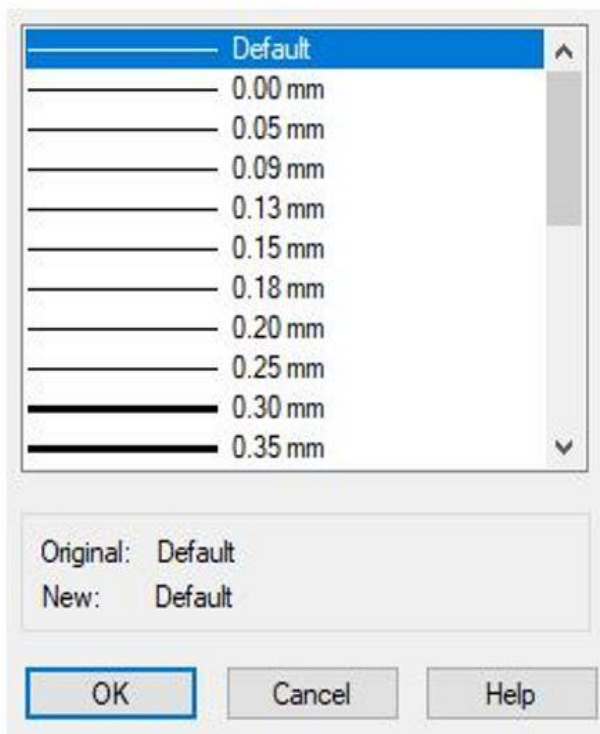 Default
0.00 mm
0.05 mm
0.09 mm
0.13 mm
0.15 mm
0.18 mm
0.20 mm
0.25 mm
0.30 mm
0.35 mm
Original: Default
New: Default
OK Cancel Help